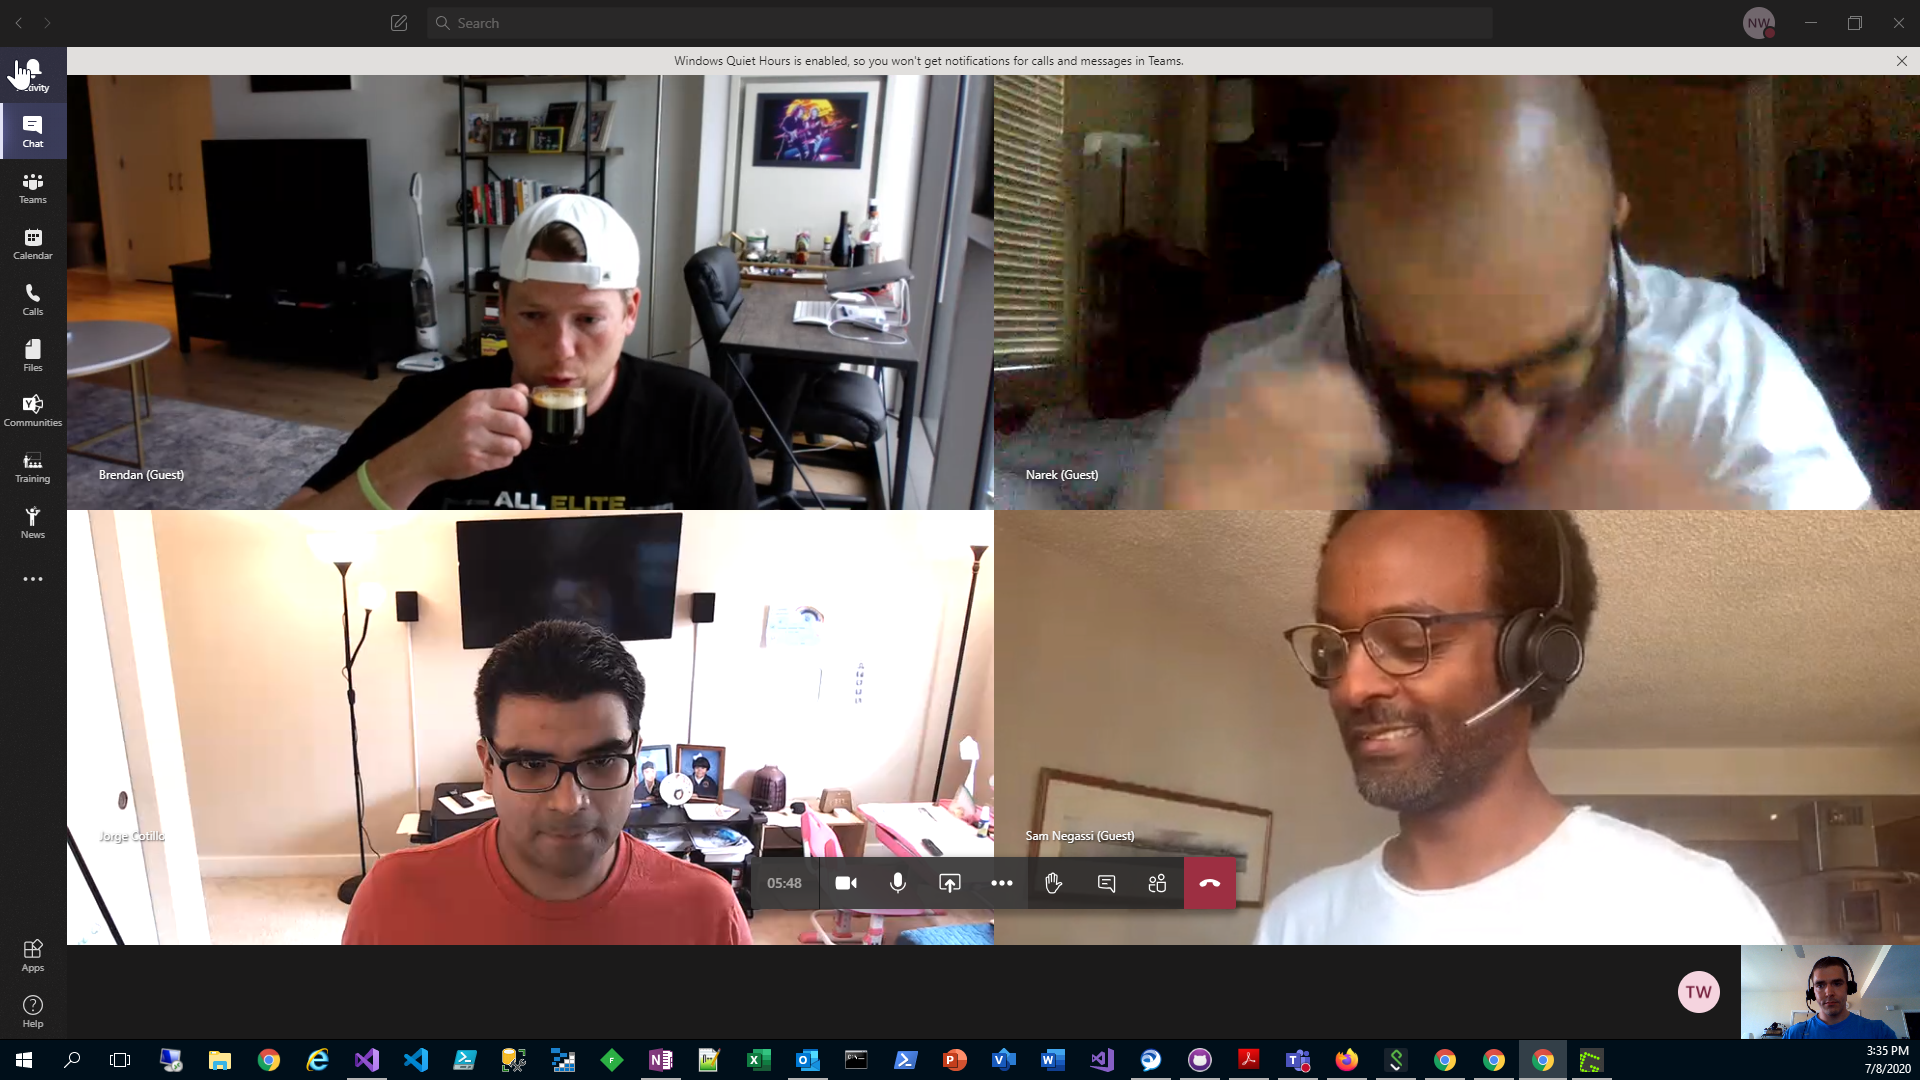 Search
NW
Windows Quiet Hours is enabled, so you won't get notifications for calls and messages in Teams.
Chat
Teams
Calendar
Calls
Files
Communities
Training
News
Apps
Help
Brendan (Guest)
ALL ELITE
Narek (Guest)
Jorge Cotillo
Sam Negassi (Guest)
05:48
TW
3:35 PM
7/8/2020